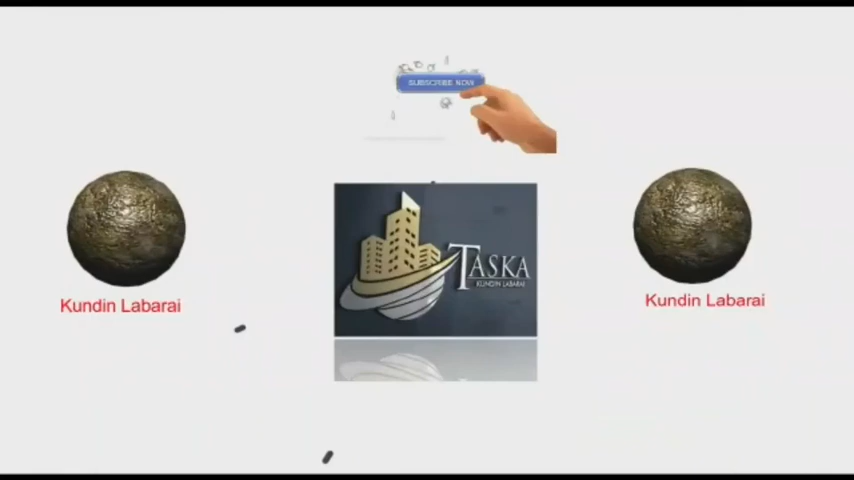 SUBSCRIBE NOW
TASKA
KUNDIN LABARAI
Kundin Labarai
Kundin Labarai